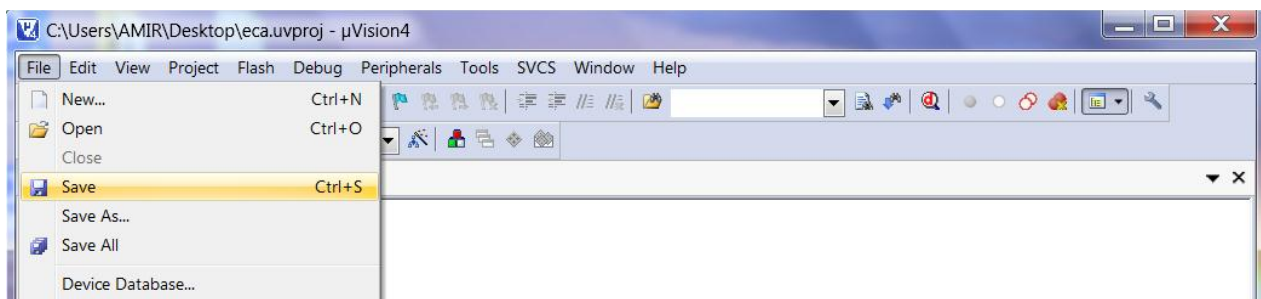 C:\Users\AMIR\Desktop\eca.uvproj - µVision4
File Edit View Project Flash Debug Peripherals Tools SVCS Window Help
New... Ctrl+N
Open Ctrl+O
Close
Save Ctrl+S
Save As...
Save All
Device Database...